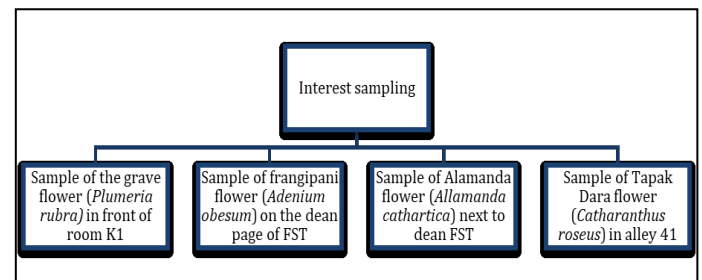 Interest sampling
Sample of the grave
flower (Plumeria
rubra) in front of
room K1
Sample of frangipani
flower (Adenium
obesum) on the dean
page of FST
Sample of Alamanda
flower (Allamanda
cathartica) next to
dean FST
Sample of Tapak
Dara flower
(Catharanthus
roseus) in alley 41